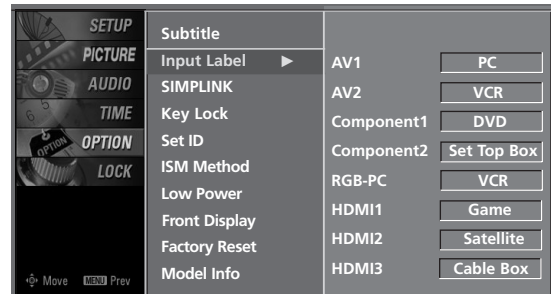 SETUP
PICTURE
AUDIO
TIME
OPTION
LOCK
Move MENU Prev
Subtitle
Input Label ▶
SIMPLINK
Key Lock
Set ID
ISM Method
Low Power
Front Display
Factory Reset
Model Info
AV1 PC
AV2 VCR
Component1 DVD
Component2 Set Top Box
RGB-PC VCR
HDMI1 Game
HDMI2 Satellite
HDMI3 Cable Box